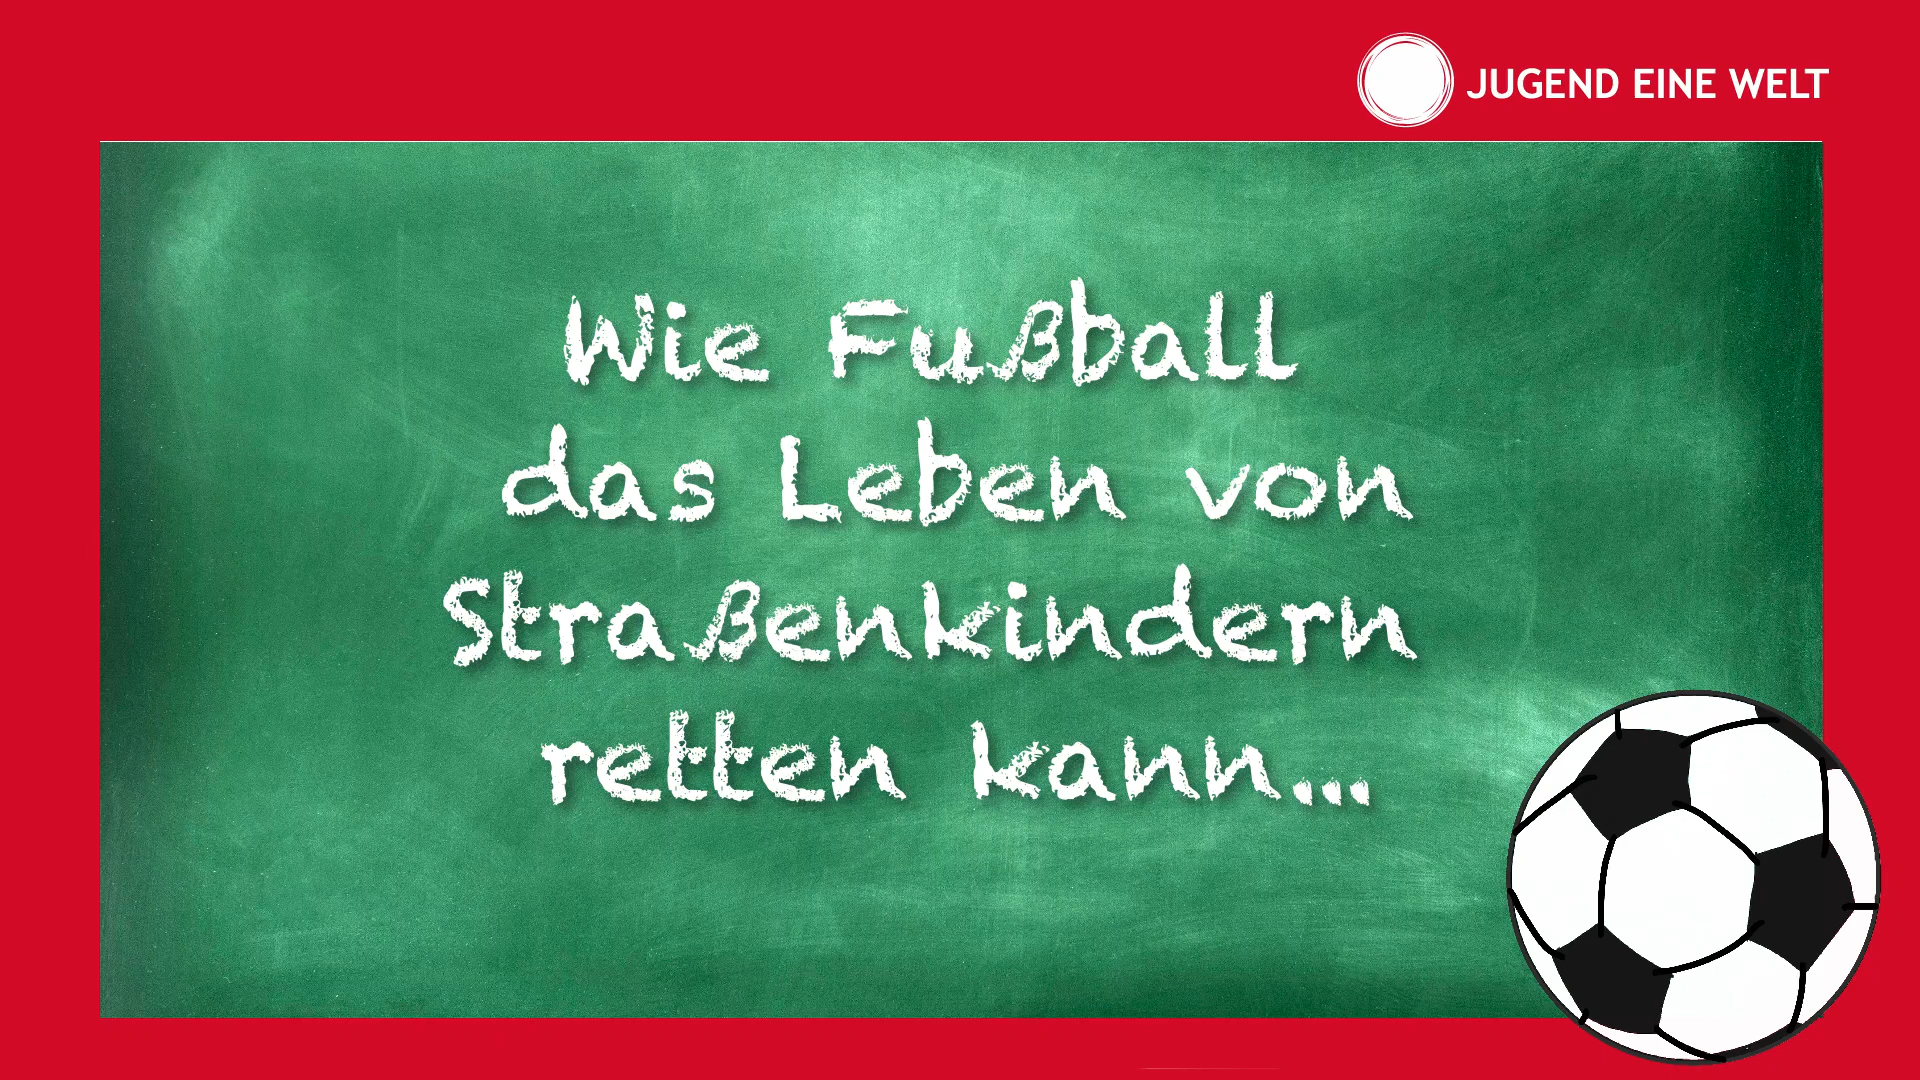 JUGEND EINE WELT
Wie Fußball
das Leben von
Straßenkindern
retten kann...